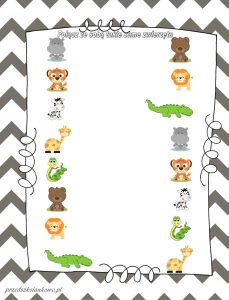 Połącz ze sobą takie same zwierzęta
przedszkolankowo.pl